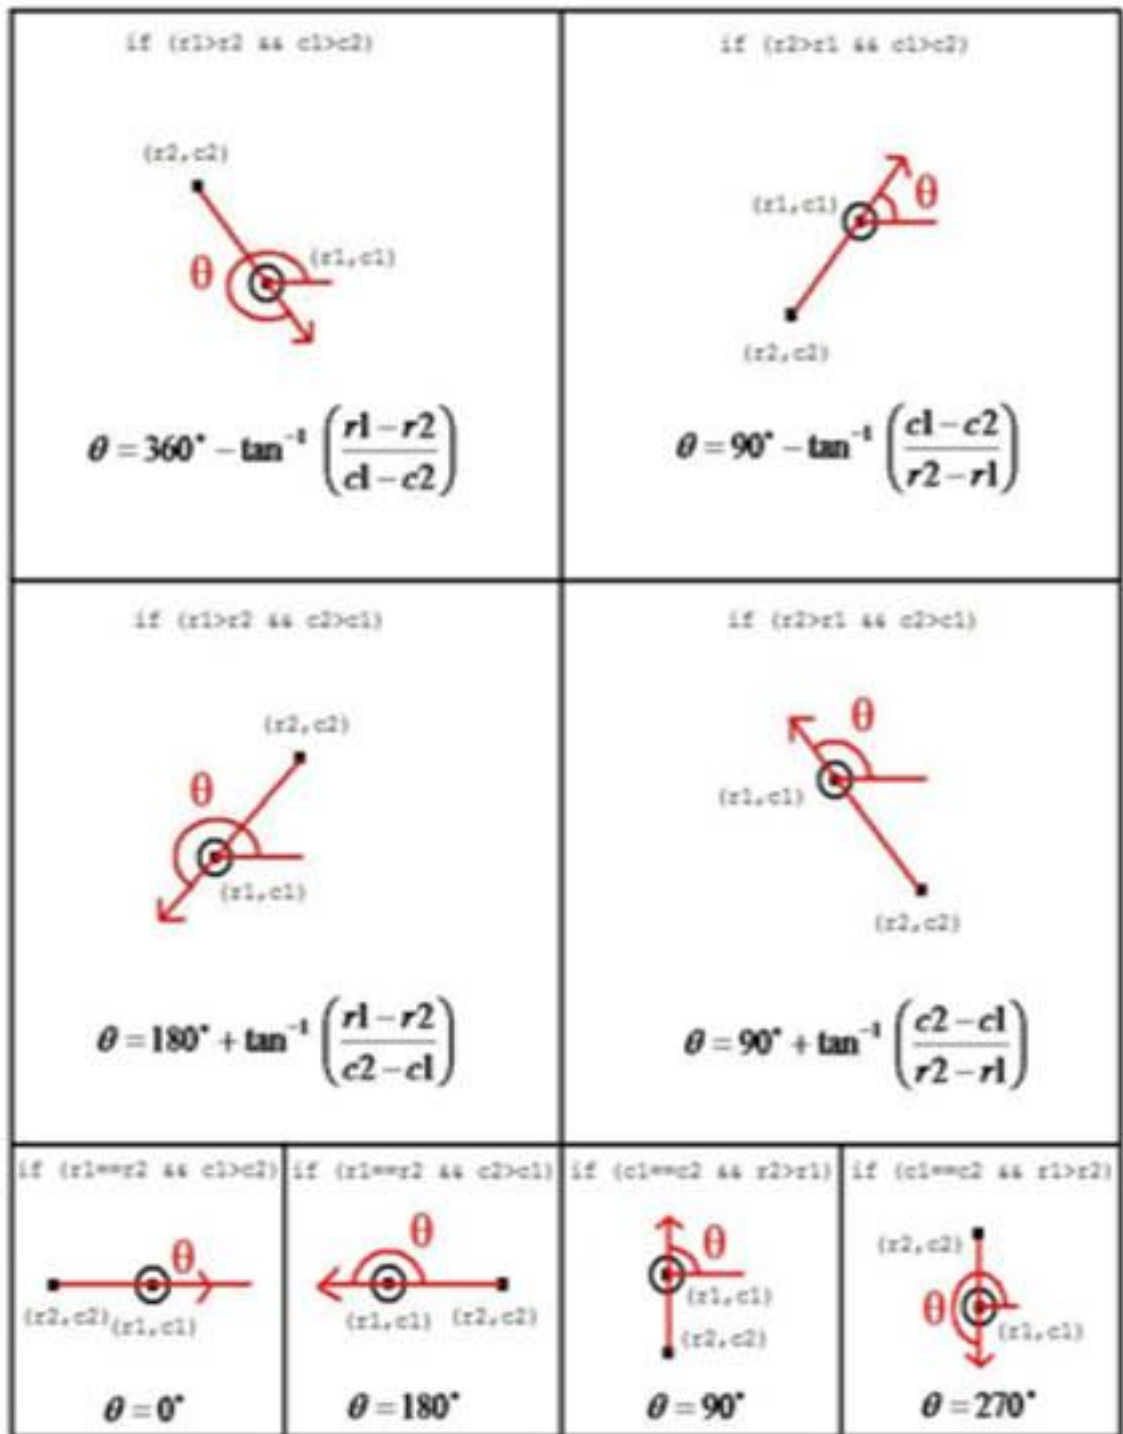 if (r1>r2 && c1>c2)
(r2,c2)
(r1,c1)
θ
θ = 360° − tan⁻¹ ((r1 − r2)/(c1 − c2))
if (r2>r1 && c1>c2)
(r1,c1)
θ
(r2,c2)
θ = 90° − tan⁻¹ ((c1 − c2)/(r2 − r1))
if (r1>r2 && c2>c1)
(r2,c2)
θ
(r1,c1)
θ = 180° + tan⁻¹ ((r1 − r2)/(c2 − c1))
if (r2>r1 && c2>c1)
θ
(r1,c1)
(r2,c2)
θ = 90° + tan⁻¹ ((c2 − c1)/(r2 − r1))
if (r1==r2 && c1>c2)
θ
(r2,c2) (r1,c1)
θ = 0°
if (r1==r2 && c2>c1)
θ
(r1,c1) (r2,c2)
θ = 180°
if (c1==c2 && r2>r1)
θ
(r1,c1)
(r2,c2)
θ = 90°
if (c1==c2 && r1>r2)
(r2,c2)
θ
(r1,c1)
θ = 270°